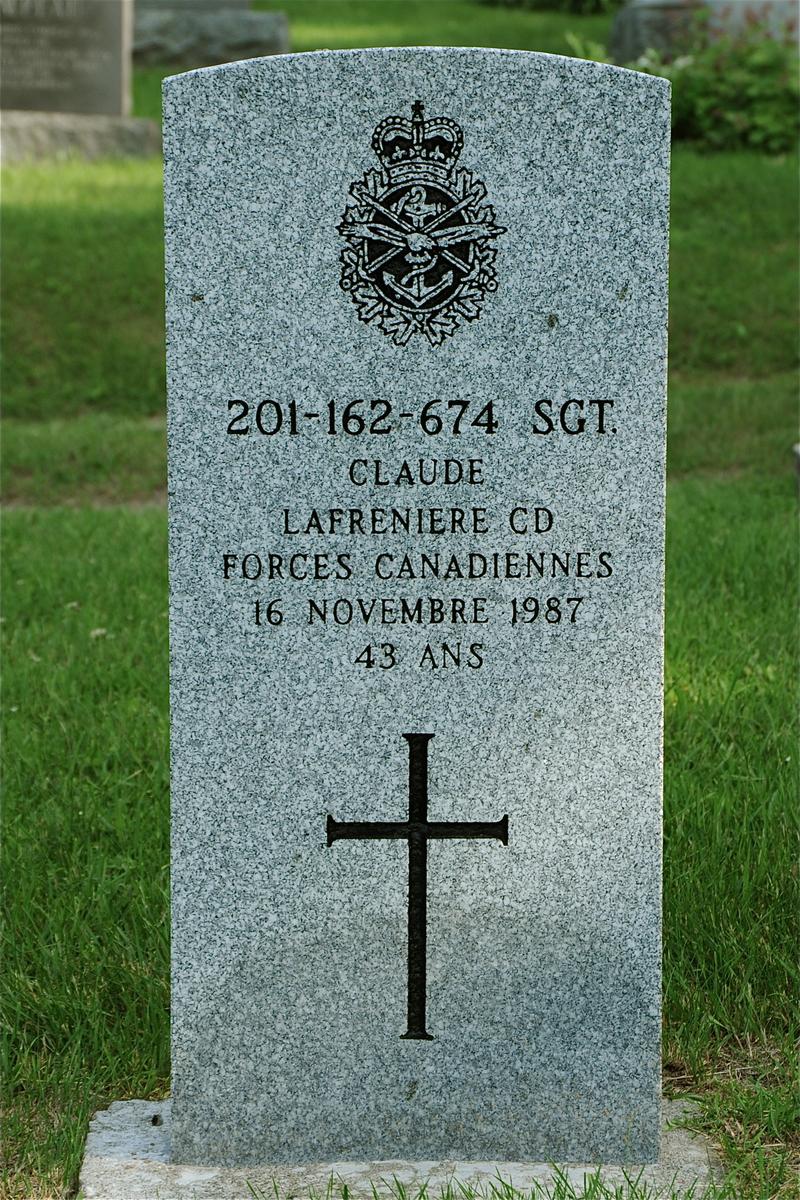 201-162-674 SGT.
CLAUDE
LAFRENIERE CD
FORCES CANADIENNES
16 NOVEMBRE 1987
43 ANS